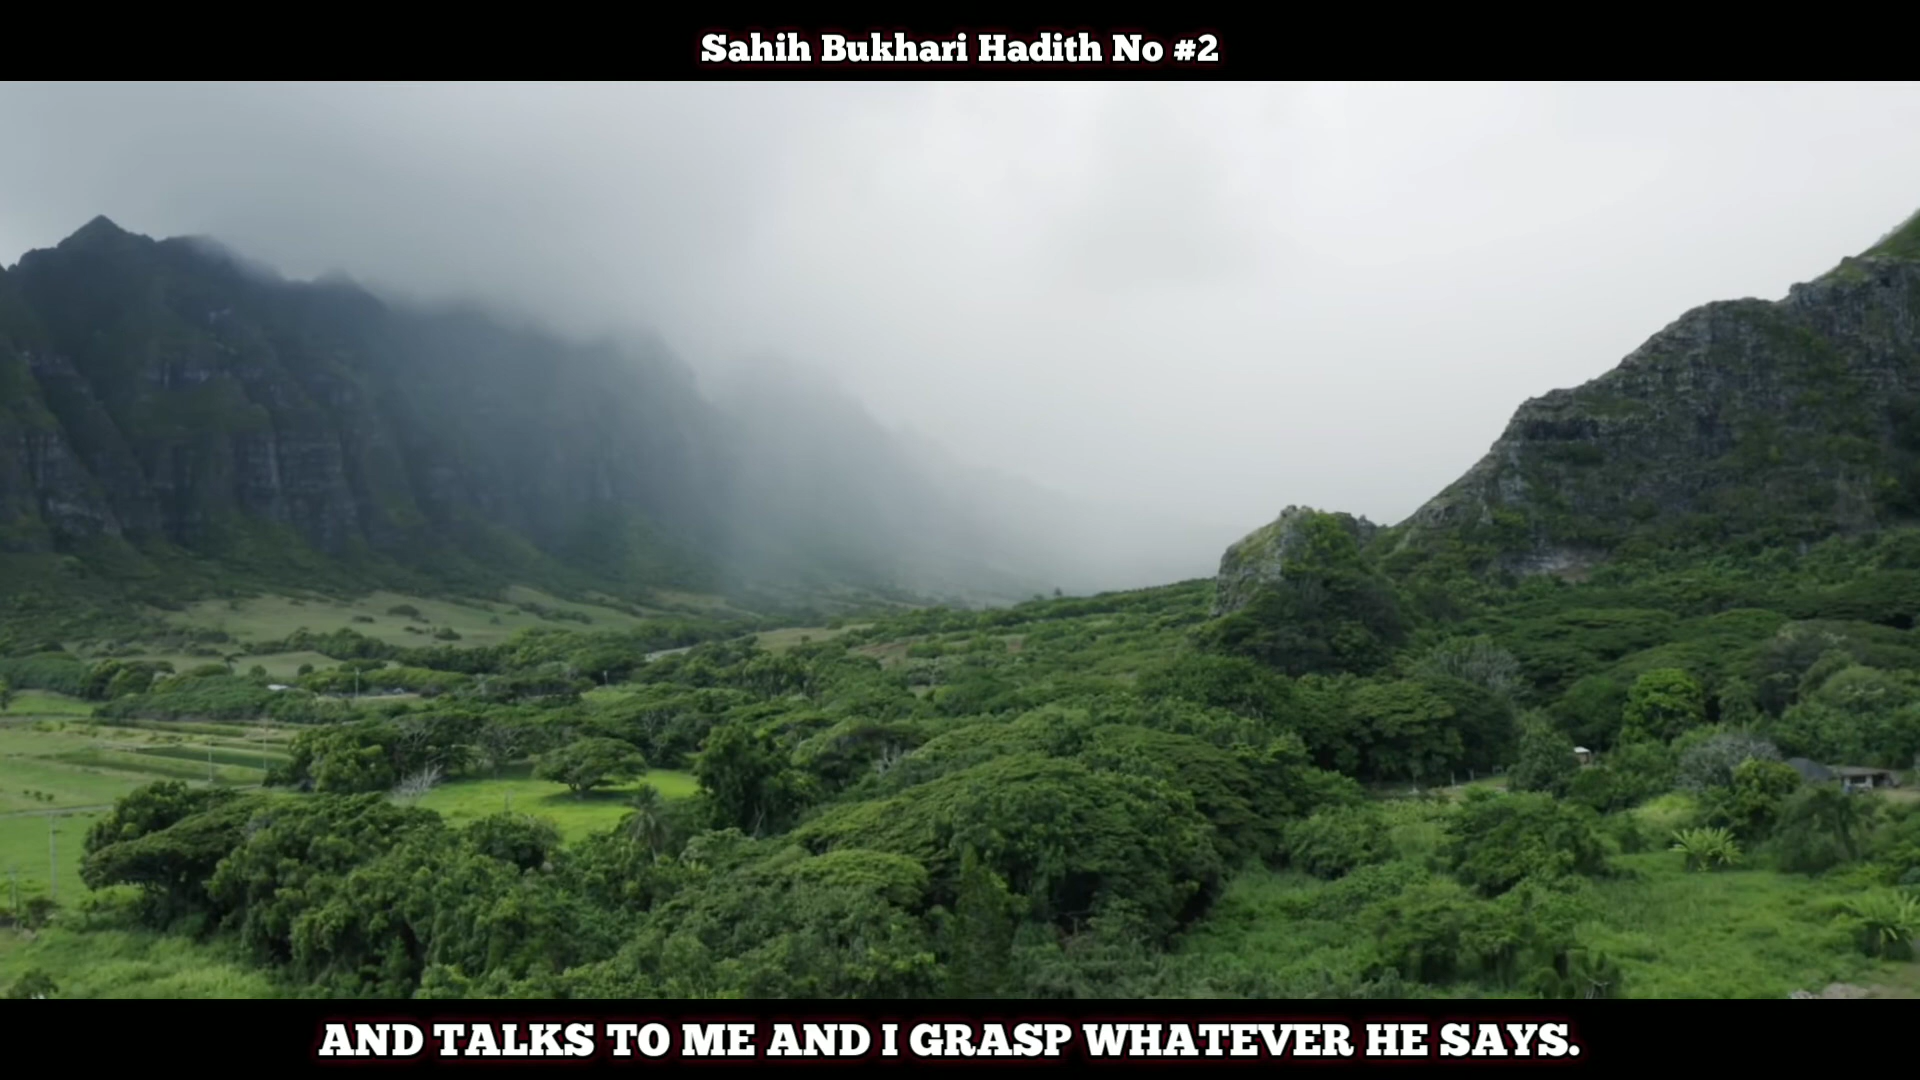 Sahih Bukhari Hadith No #2
AND TALKS TO ME AND I GRASP WHATEVER HE SAYS.